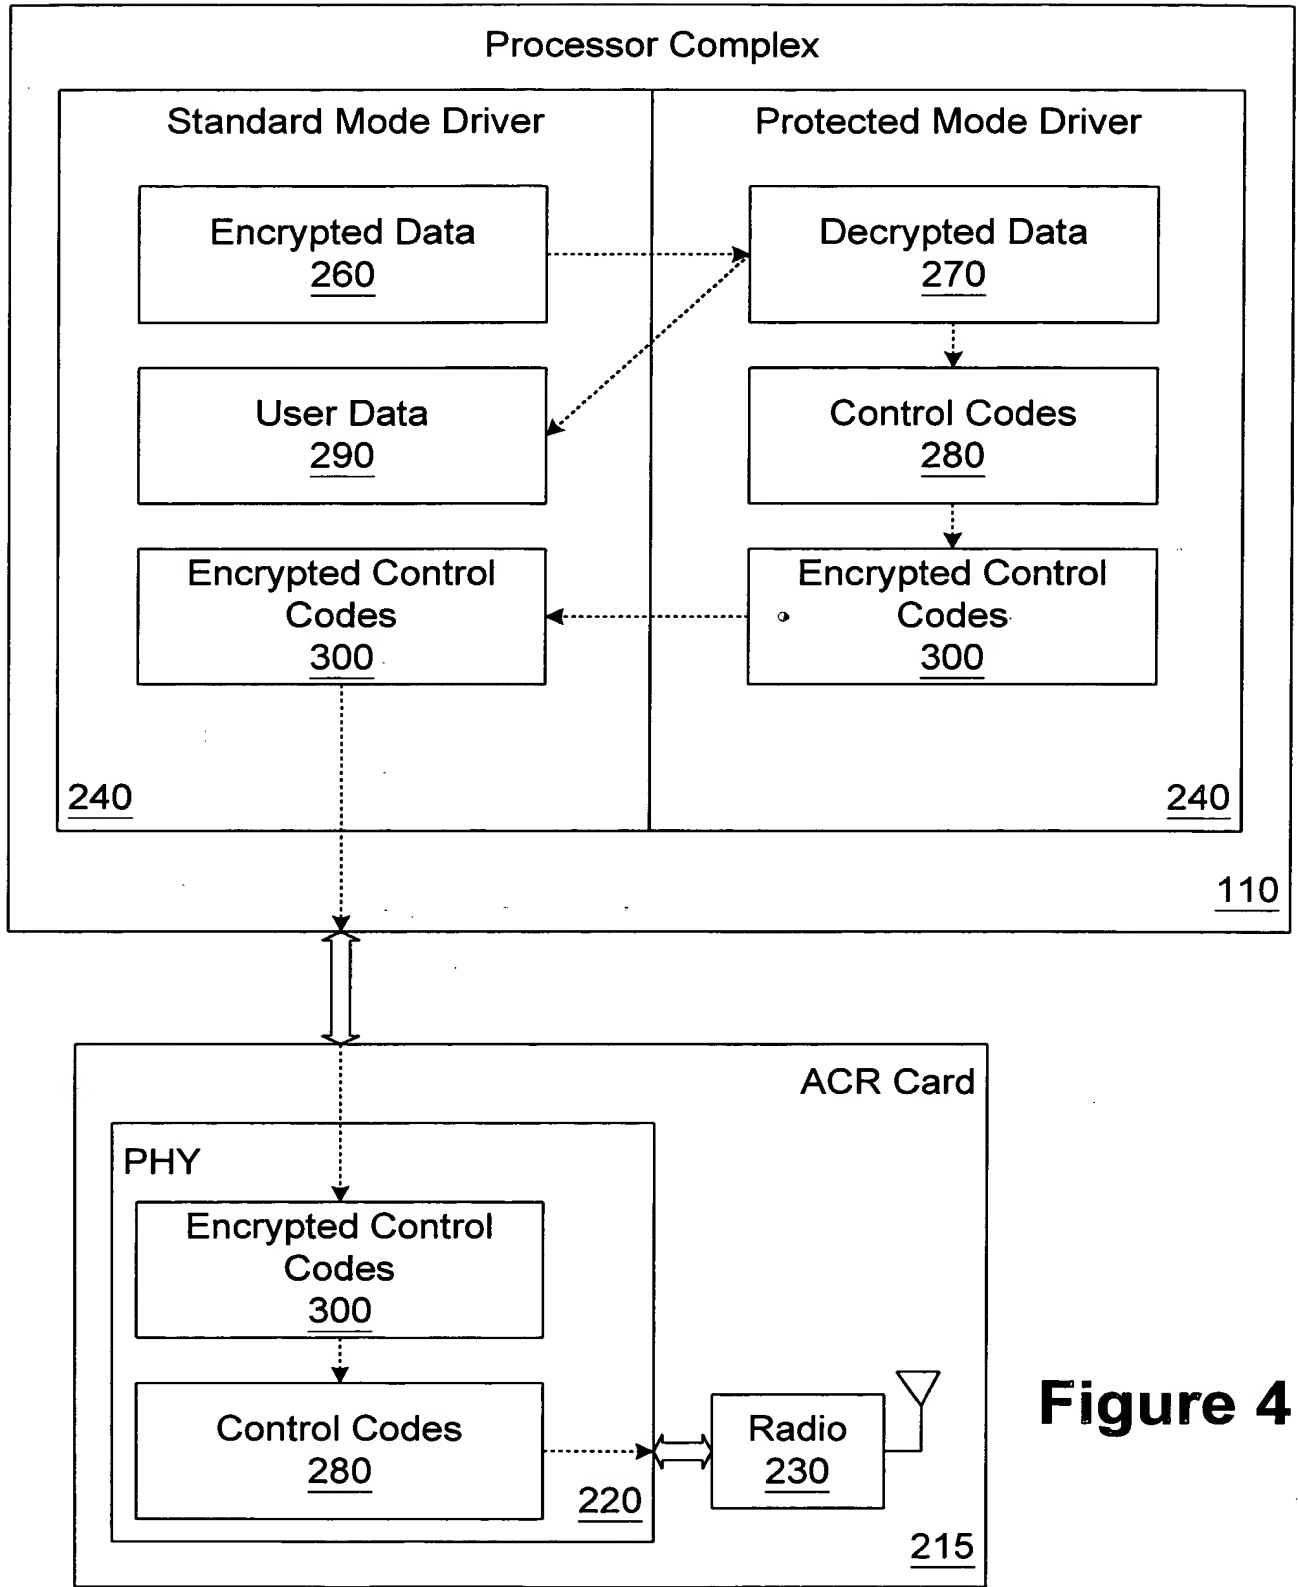 Processor Complex
Standard Mode Driver
Protected Mode Driver
Encrypted Data
260
Decrypted Data
270
User Data
290
Control Codes
280
Encrypted Control
Codes
300
Encrypted Control
Codes
300
240
240
110
ACR Card
PHY
Encrypted Control
Codes
300
Control Codes
280
220
Radio
230
215
Figure 4